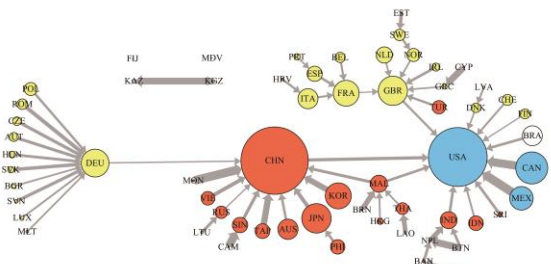 EST
SWE
FIJ
MDV
PRT
BEL
NLD
NOR
IRL
CYP
KAZ
KGZ
ESP
GRC
LVA
HRV
POL
ITA
FRA
GBR
CHE
ROM
TUR
DNK
FIN
CZE
BRA
AUT
HUN
DEU
CHN
USA
CAN
SVK
MON
MAL
MEX
BGR
VIE
KOR
SVN
RUS
BRN
THA
SRI
LUX
LTU
SIN
JPN
HKG
IND
IDN
MLT
CAM
TAP
AUS
LAO
NPL
BTN
PHI
BAN